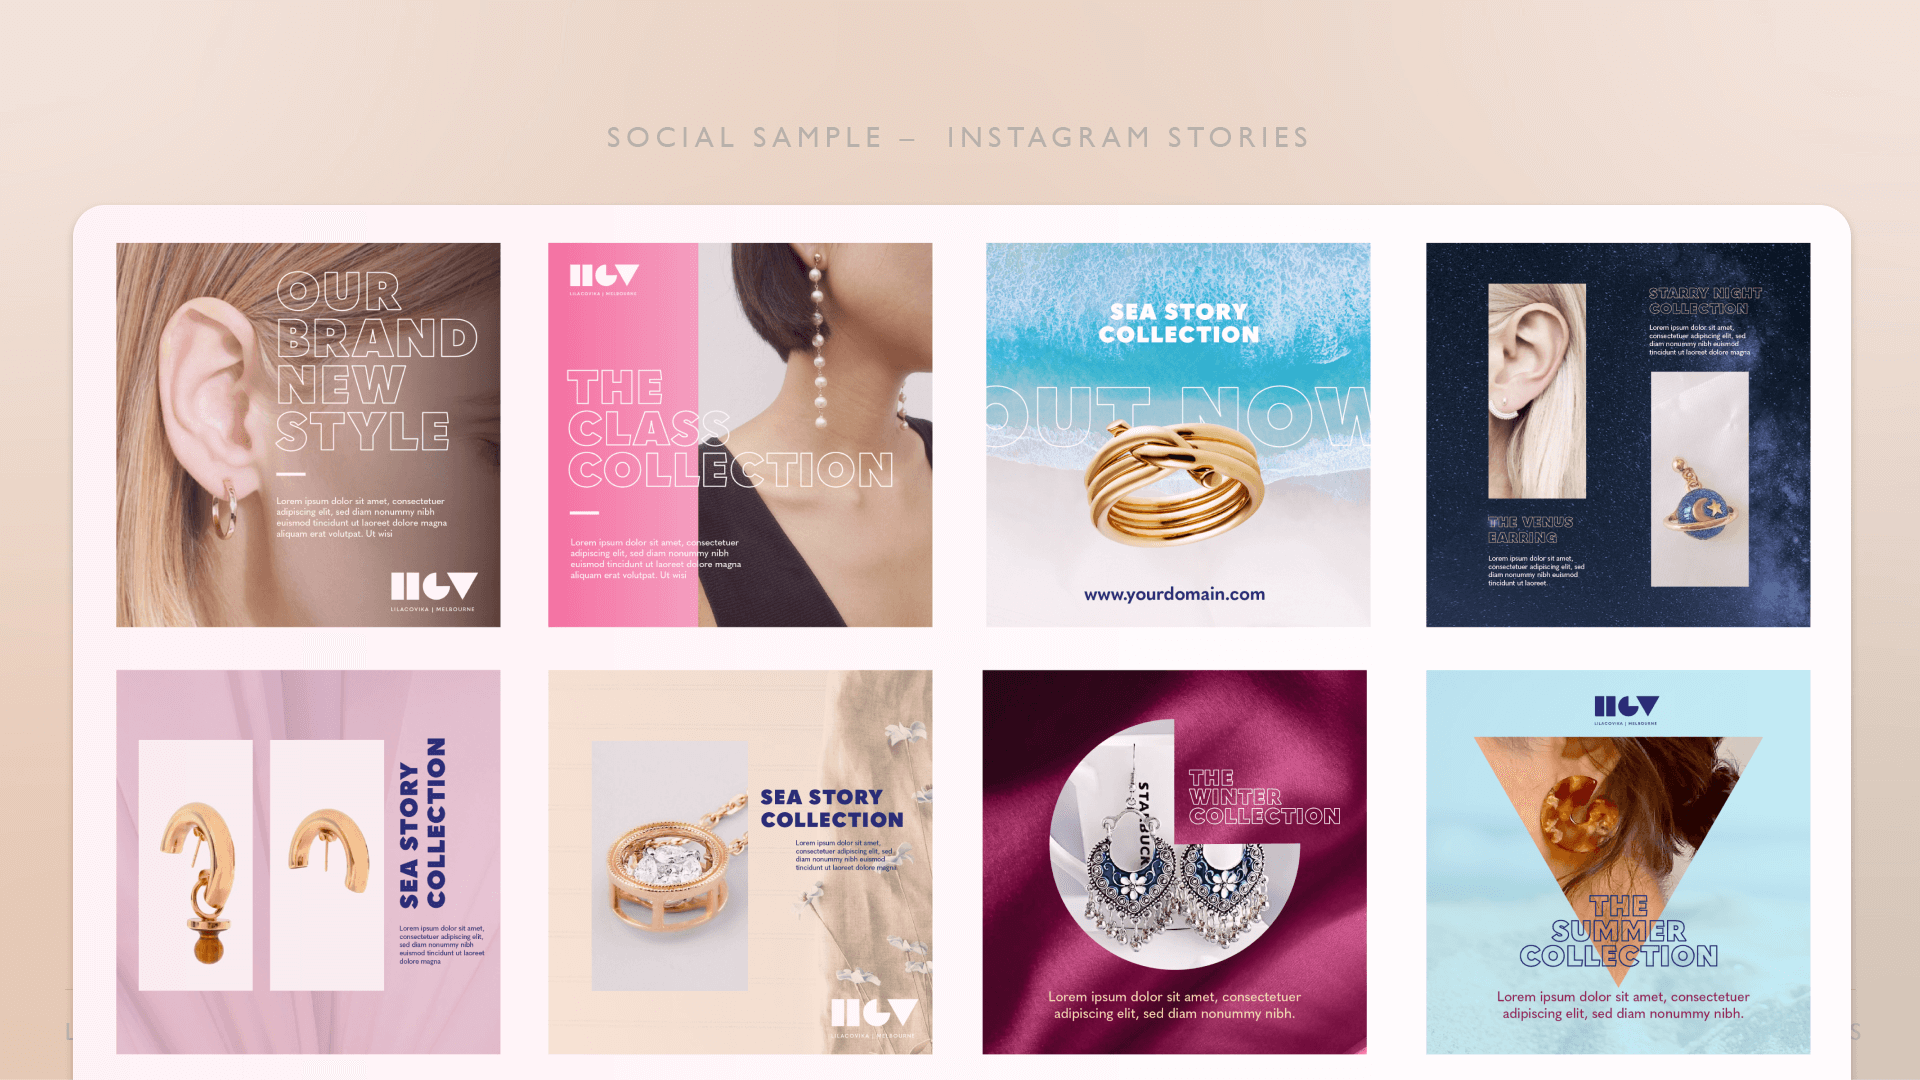 SOCIAL SAMPLE – INSTAGRAM STORIES
OUR
BRAND
NEW
STYLE
Lorem ipsum dolor sit amet, consectetuer
adipiscing elit, sed diam nonummy nibh
euismod tincidunt ut laoreet dolore magna
aliquam erat volutpat. Ut wisi
LILACOVIKA | MELBOURNE
LILACOVIKA | MELBOURNE
THE
CLASS
COLLECTION
Lorem ipsum dolor sit amet, consectetuer
adipiscing elit, sed diam nonummy nibh
euismod tincidunt ut laoreet dolore magna
aliquam erat volutpat. Ut wisi
SEA STORY
COLLECTION
OUT NOW
www.yourdomain.com
STARRY NIGHT
COLLECTION
Lorem ipsum dolor sit amet,
consectetuer adipiscing elit, sed
diam nonummy nibh euismod
tincidunt ut laoreet dolore magna
THE VENUS
EARRING
Lorem ipsum dolor sit amet,
consectetuer adipiscing elit, sed
diam nonummy nibh euismod
tincidunt ut laoreet
SEA STORY
COLLECTION
Lorem ipsum dolor sit amet,
consectetuer adipiscing elit,
sed diam nonummy nibh
euismod tincidunt ut laoreet
dolore magna
SEA STORY
COLLECTION
Lorem ipsum dolor sit amet,
consectetuer adipiscing elit, sed
diam nonummy nibh euismod
tincidunt ut laoreet dolore magna
LILACOVIKA | MELBOURNE
THE
WINTER
COLLECTION
Lorem ipsum dolor sit amet, consectetuer
adipiscing elit, sed diam nonummy nibh.
LILACOVIKA | MELBOURNE
THE
SUMMER
COLLECTION
Lorem ipsum dolor sit amet, consectetuer
adipiscing elit, sed diam nonummy nibh.